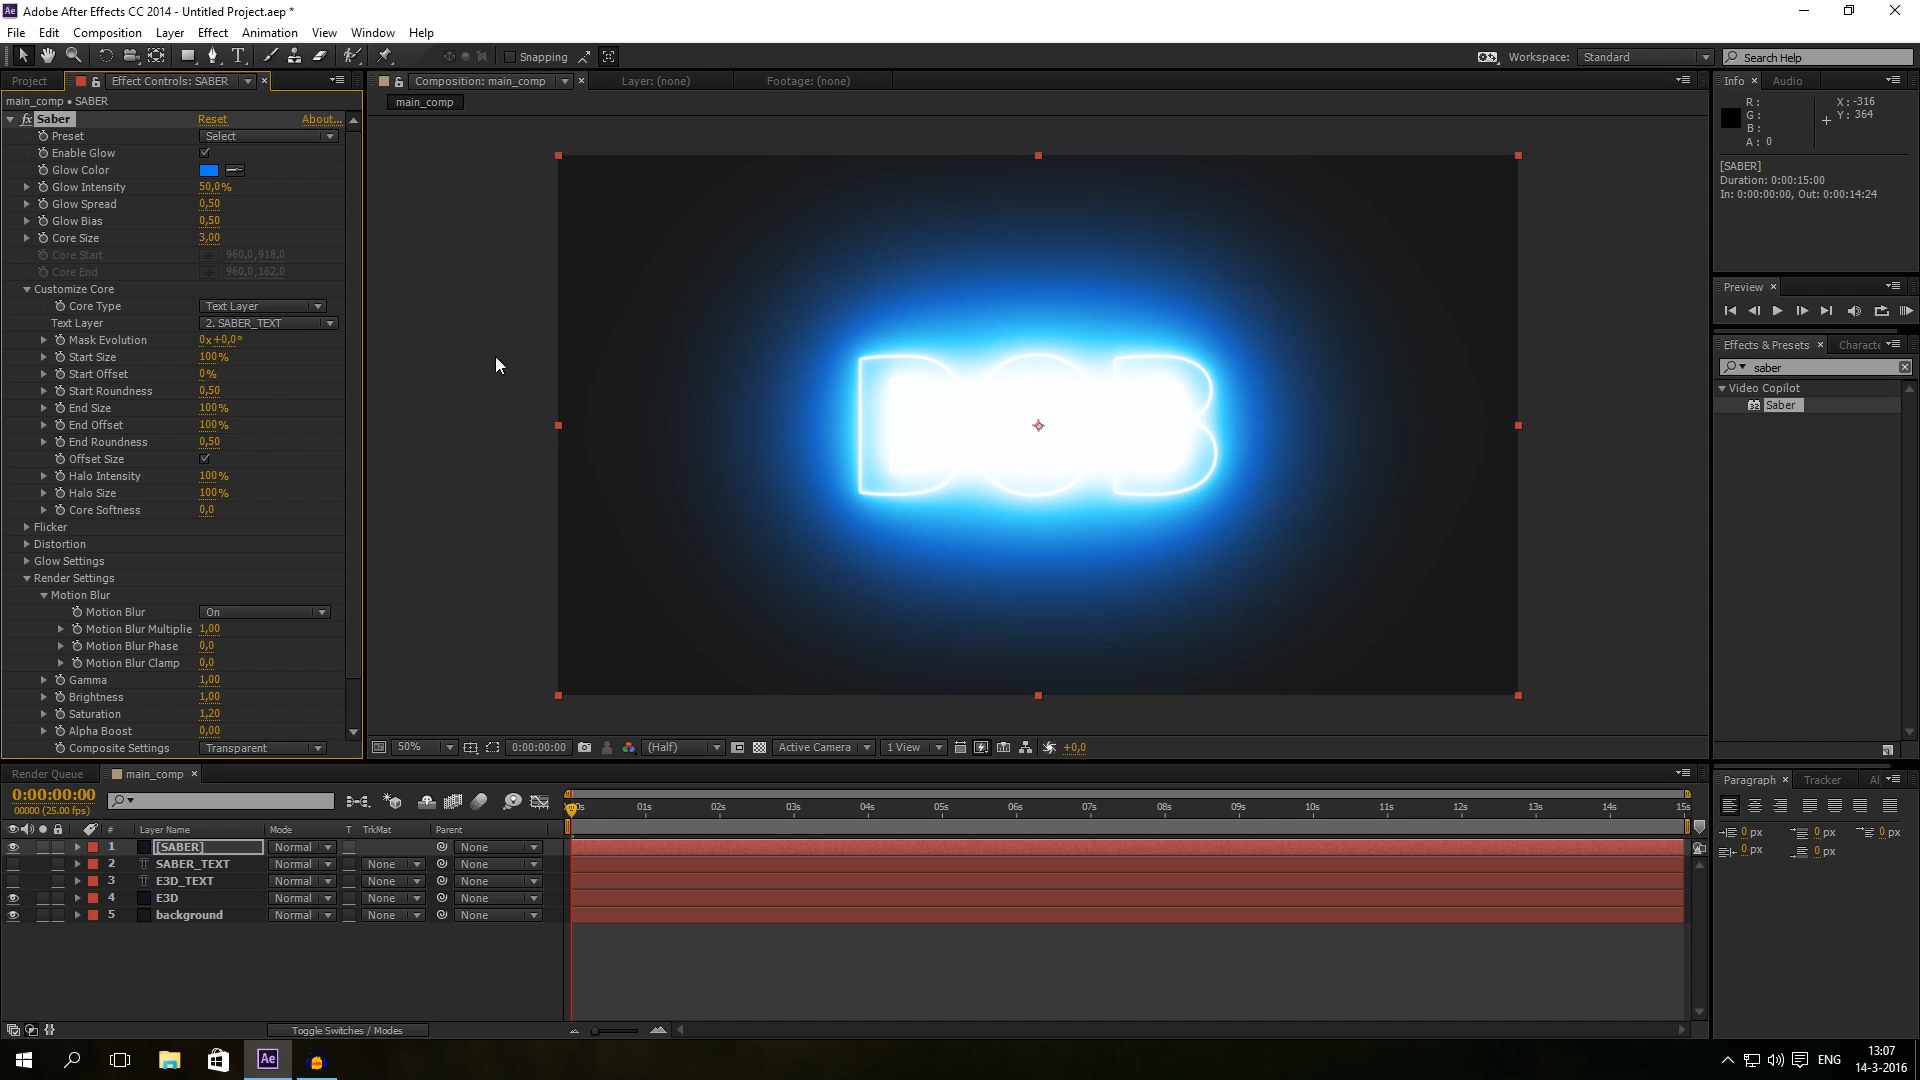 Adobe After Effects CC 2014 - Untitled Project.aep *
File Edit Composition Layer Effect Animation View Window Help
Snapping
Workspace: Standard
Search Help
Project
Effect Controls: SABER
main_comp • SABER
fx Saber Reset About...
Preset Select
Enable Glow
Glow Color
Glow Intensity 50,0%
Glow Spread 0,50
Glow Bias 0,50
Core Size 3,00
Core Start 960,0,918,0
Core End 960,0,162,0
Customize Core
Core Type Text Layer
Text Layer 2. SABER_TEXT
Mask Evolution 0x+0,0°
Start Size 100%
Start Offset 0%
Start Roundness 0,50
End Size 100%
End Offset 100%
End Roundness 0,50
Offset Size
Halo Intensity 100%
Halo Size 100%
Core Softness 0,0
Flicker
Distortion
Glow Settings
Render Settings
Motion Blur
Motion Blur On
Motion Blur Multiplie 1,00
Motion Blur Phase 0,0
Motion Blur Clamp 0,0
Gamma 1,00
Brightness 1,00
Saturation 1,20
Alpha Boost 0,00
Composite Settings Transparent
Composition: main_comp
Layer: (none)
Footage: (none)
main_comp
50% 0:00:00:00 (Half) Active Camera 1 View +0,0
Info Audio
R: X: -316
G: Y: 364
B:
A: 0
[SABER]
Duration: 0:00:15:00
In: 0:00:00:00, Out: 0:00:14:24
Preview
Effects & Presets Characte
saber
Video Copilot
32 Saber
Paragraph Tracker Al
0 px 0 px 0 px
0 px 0 px
Render Queue main_comp
0:00:00:00
00000 (25.00 fps)
# Layer Name Mode T TrkMat Parent
1 [SABER] Normal None
2 T SABER_TEXT Normal None None
3 T E3D_TEXT Normal None None
4 E3D Normal None None
5 background Normal None None
01s 02s 03s 04s 05s 06s 07s 08s 09s 10s 11s 12s 13s 14s 15s
Toggle Switches / Modes
Ae
ENG
13:07
14-3-2016